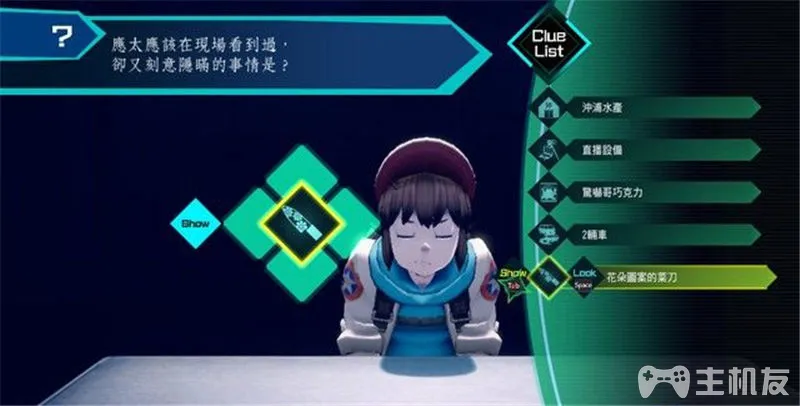 ?
應太應該在現場看到過，
卻又刻意隱瞞的事情是？
Clue
List
沖浦水產
直播設備
驚嚇哥巧克力
2輛車
Show
Show
Tab
Look
Space
花朵圖案的菜刀
主机友